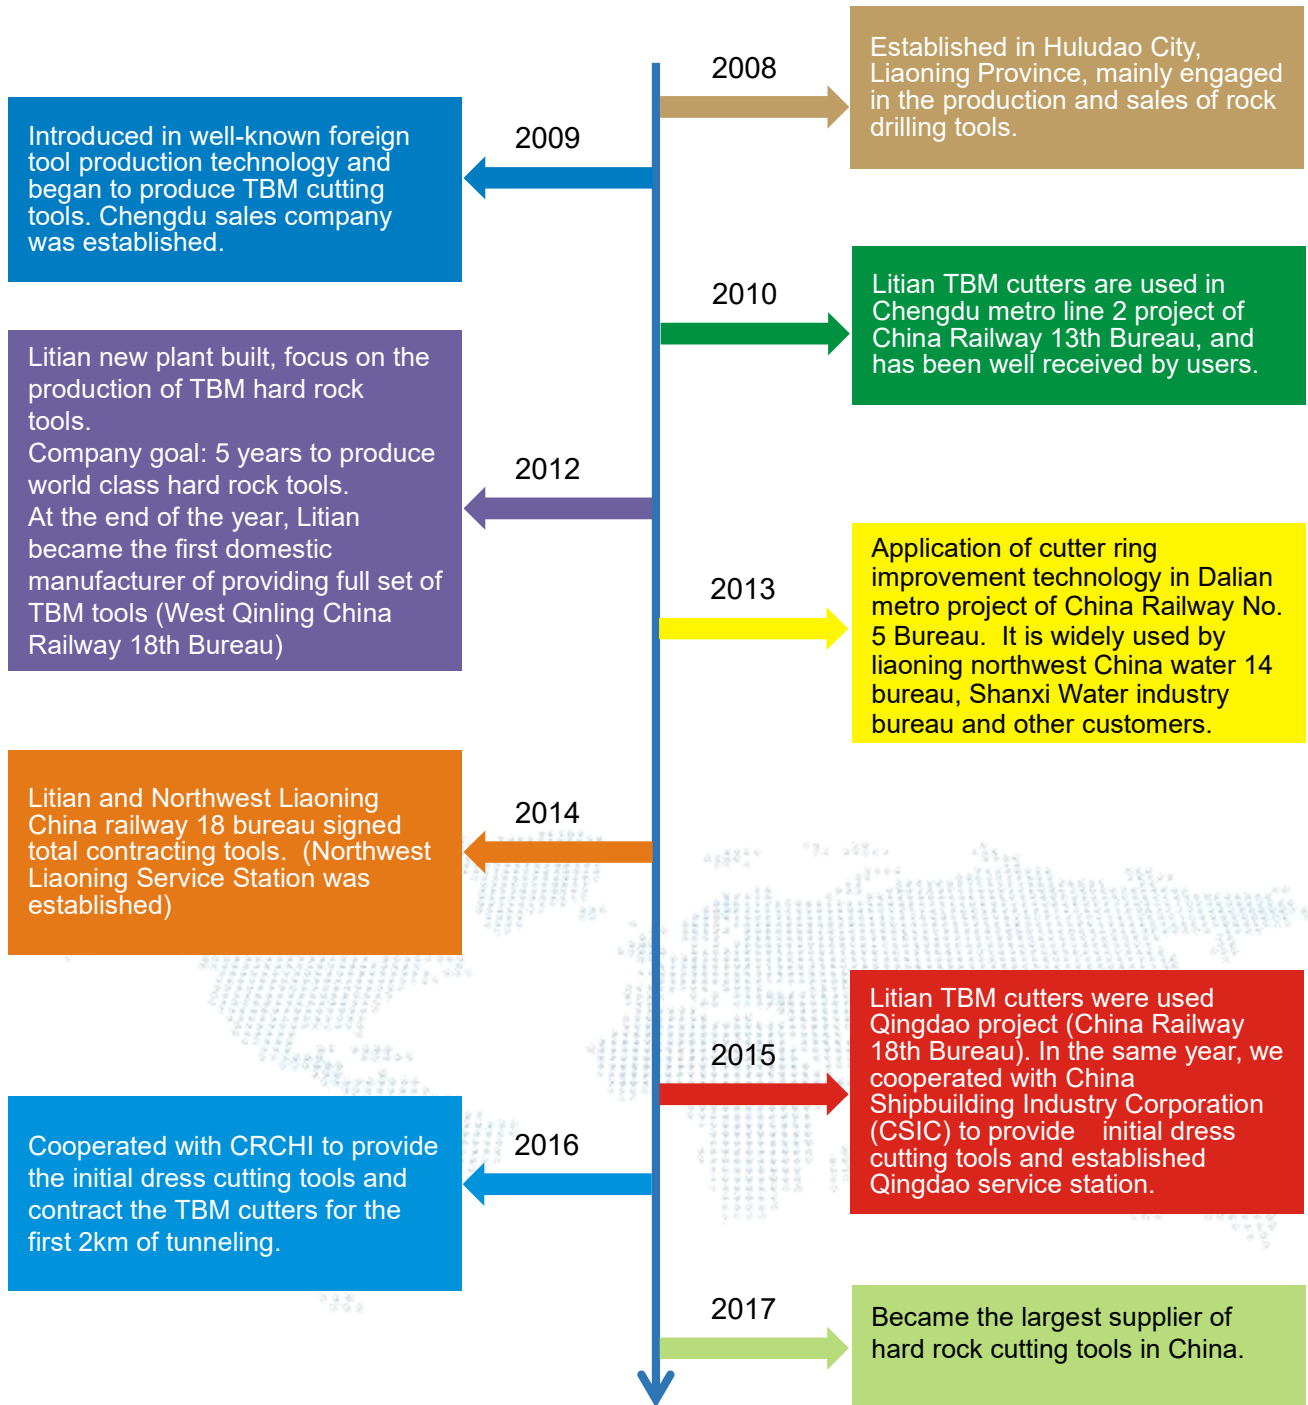 2008
Established in Huludao City,
Liaoning Province, mainly engaged
in the production and sales of rock
drilling tools.
2009
Introduced in well-known foreign
tool production technology and
began to produce TBM cutting
tools. Chengdu sales company
was established.
2010
Litian TBM cutters are used in
Chengdu metro line 2 project of
China Railway 13th Bureau, and
has been well received by users.
2012
Litian new plant built, focus on the
production of TBM hard rock
tools.
Company goal: 5 years to produce
world class hard rock tools.
At the end of the year, Litian
became the first domestic
manufacturer of providing full set of
TBM tools (West Qinling China
Railway 18th Bureau)
2013
Application of cutter ring
improvement technology in Dalian
metro project of China Railway No.
5 Bureau.  It is widely used by
liaoning northwest China water 14
bureau, Shanxi Water industry
bureau and other customers.
2014
Litian and Northwest Liaoning
China railway 18 bureau signed
total contracting tools.  (Northwest
Liaoning Service Station was
established)
2015
Litian TBM cutters were used
Qingdao project (China Railway
18th Bureau). In the same year, we
cooperated with China
Shipbuilding Industry Corporation
(CSIC) to provide    initial dress
cutting tools and established
Qingdao service station.
2016
Cooperated with CRCHI to provide
the initial dress cutting tools and
contract the TBM cutters for the
first 2km of tunneling.
2017
Became the largest supplier of
hard rock cutting tools in China.